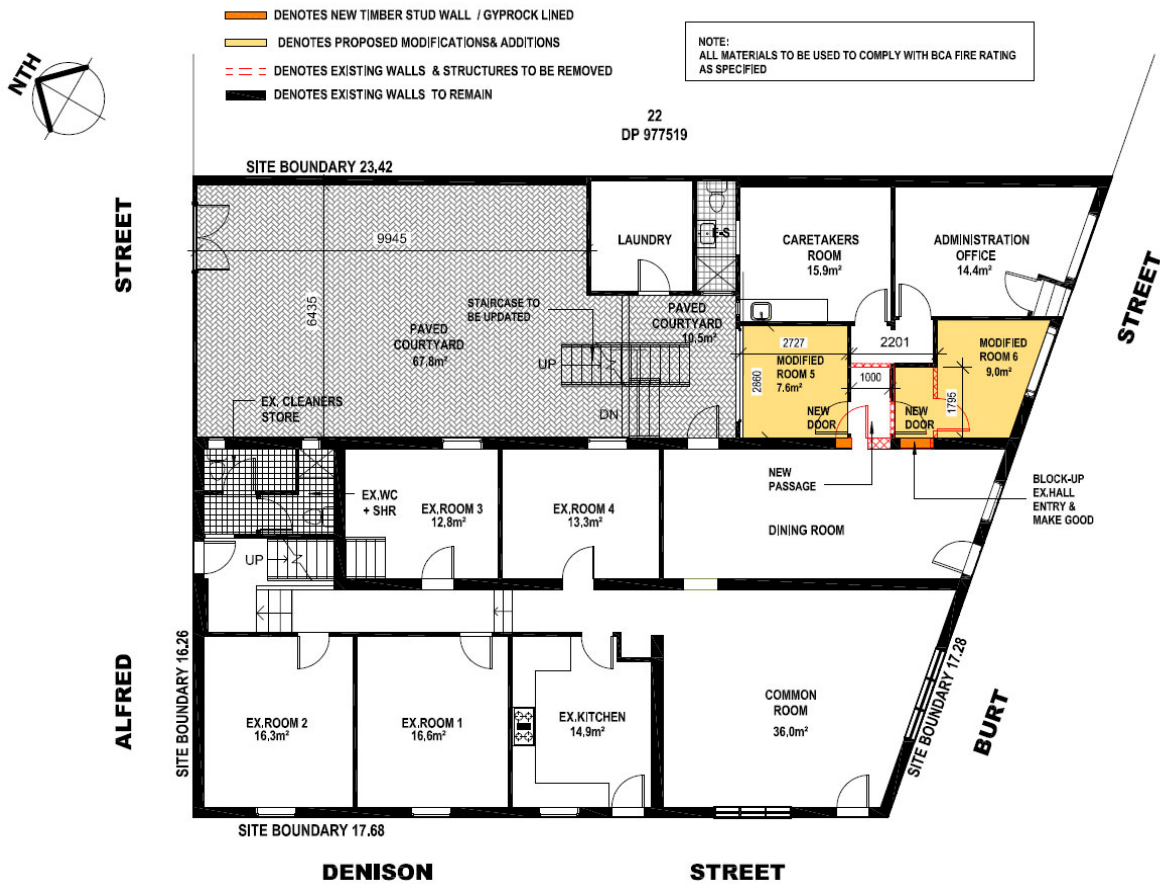 DENOTES NEW TIMBER STUD WALL / GYPROCK LINED
DENOTES PROPOSED MODIFICATIONS& ADDITIONS
DENOTES EXISTING WALLS & STRUCTURES TO BE REMOVED
DENOTES EXISTING WALLS TO REMAIN
NOTE:
ALL MATERIALS TO BE USED TO COMPLY WITH BCA FIRE RATING
AS SPECIFIED
NTH
22
DP 977519
SITE BOUNDARY 23,42
STREET
9945
6435
LAUNDRY
CARETAKERS
ROOM
15.9m²
ADMINISTRATION
OFFICE
14.4m²
STREET
STAIRCASE TO
BE UPDATED
PAVED
COURTYARD
67.8m²
PAVED
COURTYARD
10,5m²
UP
DN
2727
MODIFIED
ROOM 5
7.6m²
2860
NEW
DOOR
2201
1000
MODIFIED
ROOM 6
9,0m²
1795
NEW
DOOR
EX. CLEANERS
STORE
EX,WC
+ SHR
EX,ROOM 3
12,8m²
EX,ROOM 4
13,3m²
NEW
PASSAGE
DINING ROOM
BLOCK-UP
EX.HALL
ENTRY &
MAKE GOOD
UP
ALFRED
SITE BOUNDARY 16.26
EX.ROOM 2
16,3m²
EX.ROOM 1
16,6m²
EX.KITCHEN
14,9m²
COMMON
ROOM
36,0m²
SITE BOUNDARY 17.28
BURT
SITE BOUNDARY 17.68
DENISON STREET